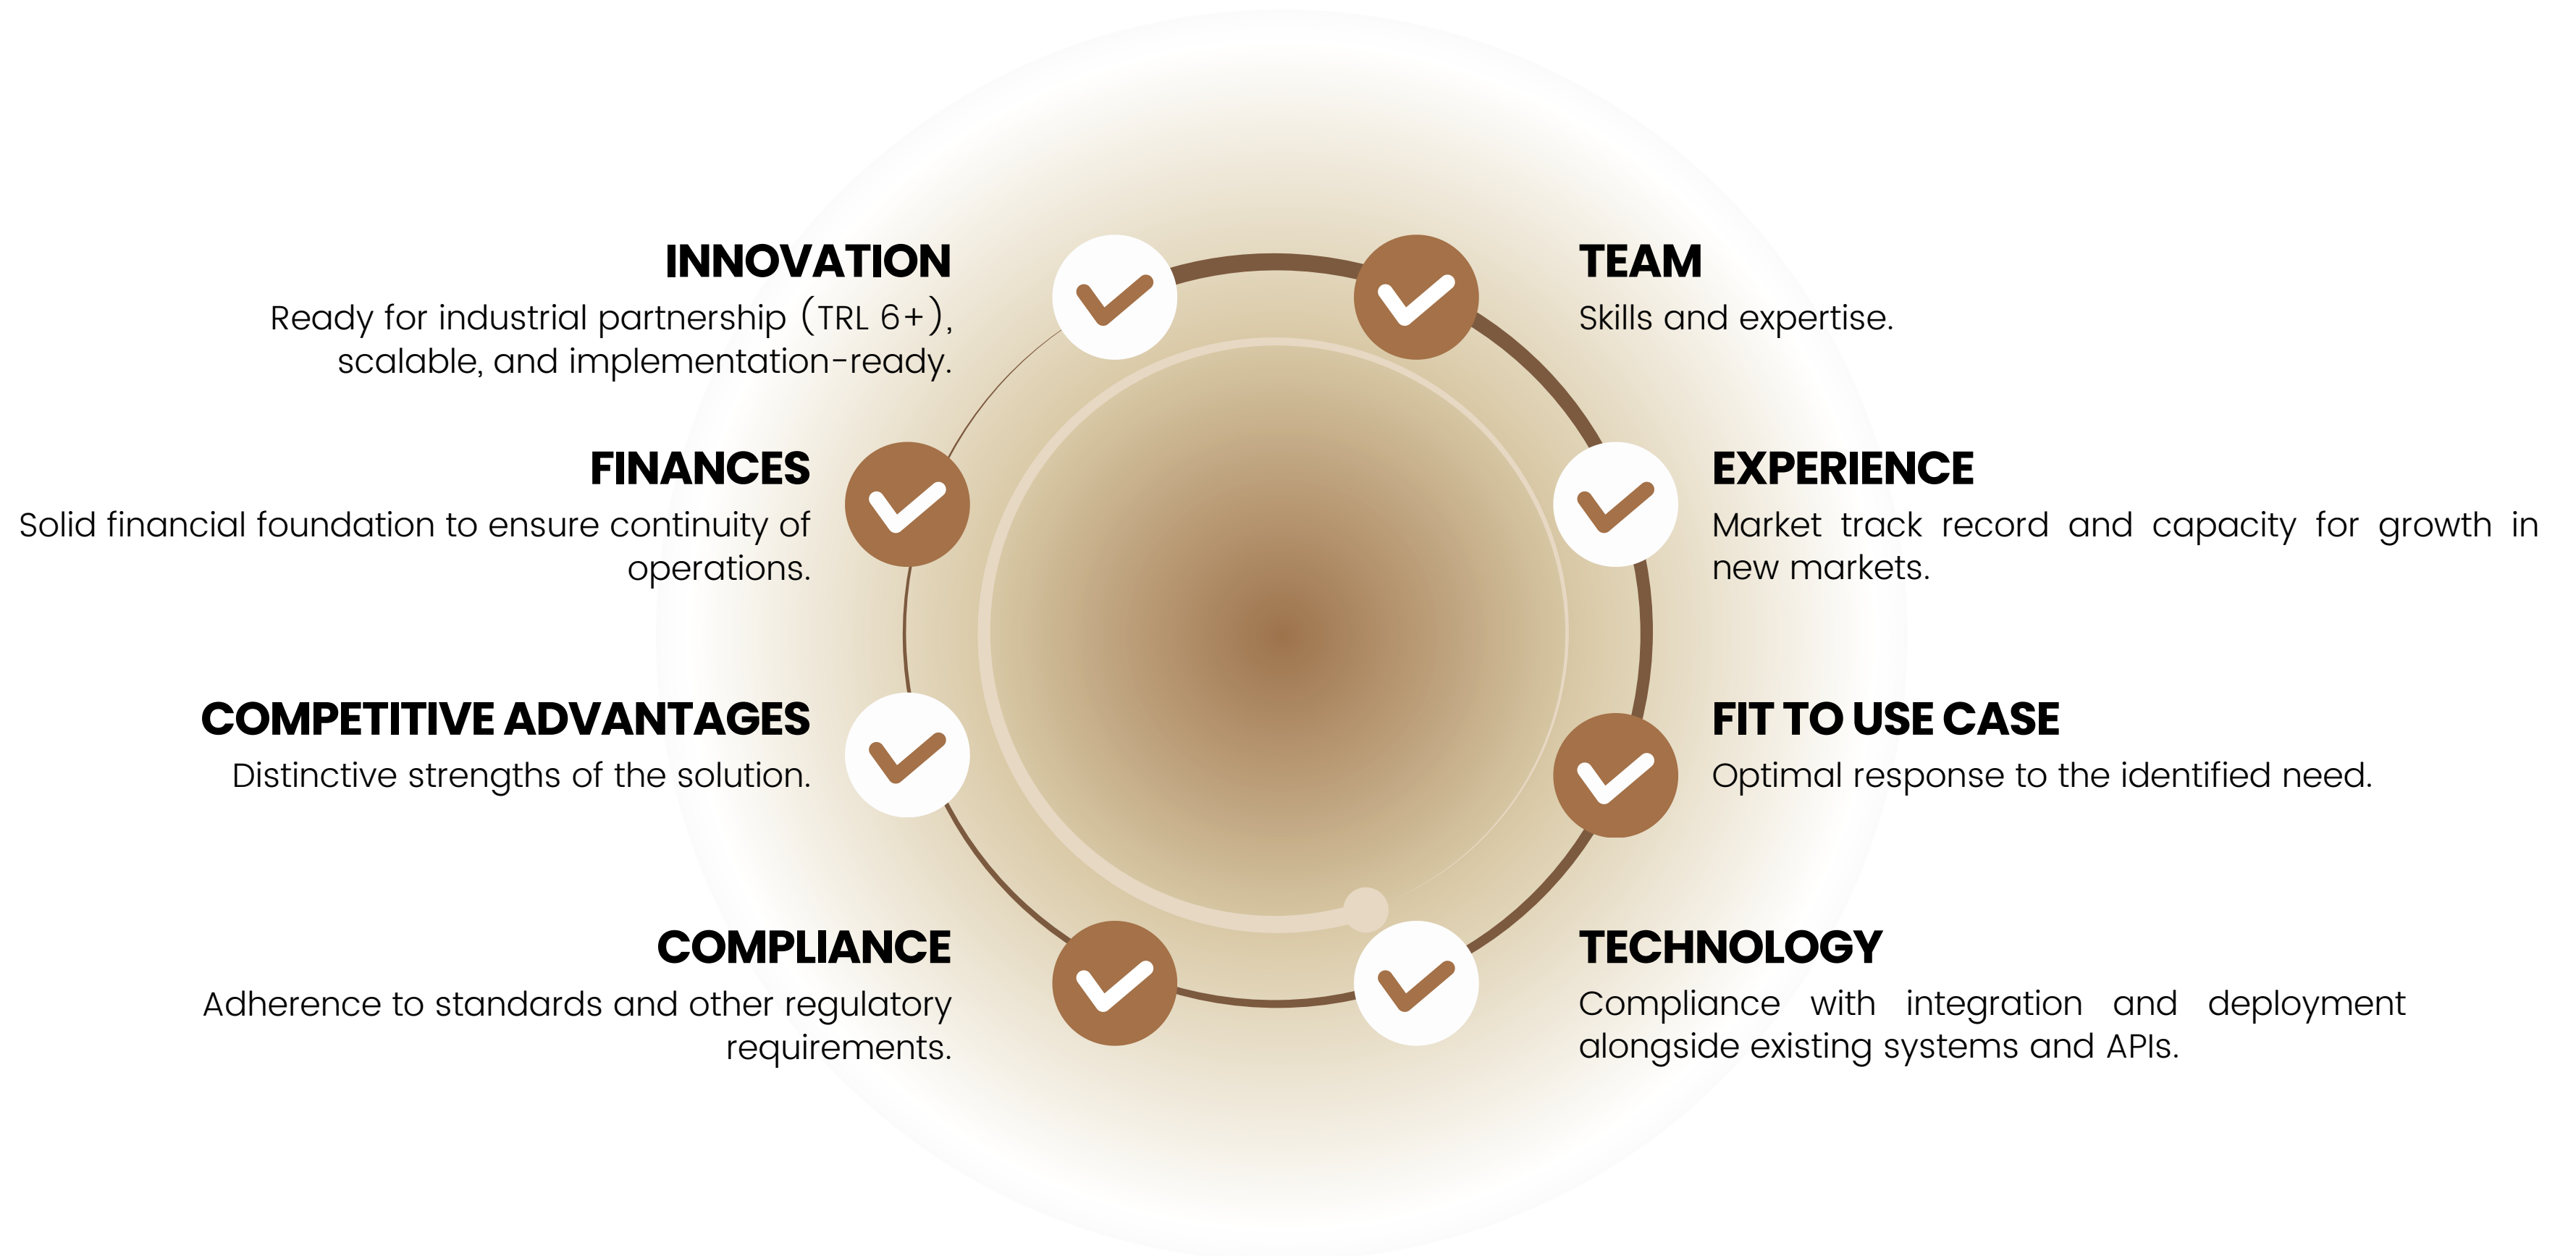 INNOVATION
Ready for industrial partnership (TRL 6+),
scalable, and implementation-ready.
FINANCES
Solid financial foundation to ensure continuity of
operations.
COMPETITIVE ADVANTAGES
Distinctive strengths of the solution.
COMPLIANCE
Adherence to standards and other regulatory
requirements.
TEAM
Skills and expertise.
EXPERIENCE
Market track record and capacity for growth in
new markets.
FIT TO USE CASE
Optimal response to the identified need.
TECHNOLOGY
Compliance with integration and deployment
alongside existing systems and APIs.